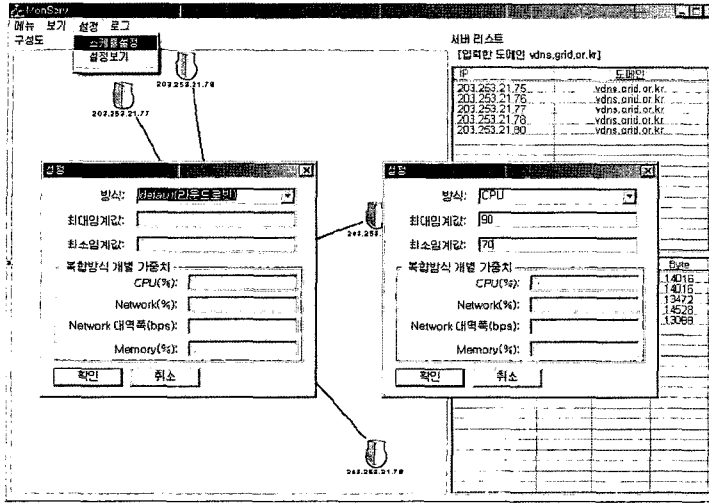 MonServ
메뉴 보기 설정 로그
스케줄설정
설정보기
구성도
203.253.21.78
203.253.21.77
서버 리스트
[입력한 도메인 vdns.grid.or.kr]
IP 도메인
203.253.21.75 vdns.grid.or.kr
203.253.21.76 vdns.grid.or.kr
203.253.21.77 vdns.grid.or.kr
203.253.21.78 vdns.grid.or.kr
203.253.21.80 vdns.grid.or.kr
설정
방식: default(라운드로빈)
최대임계값:
최소임계값:
복합방식 개별 가중치
CPU(%):
Network(%):
Network 대역폭(bps):
Memory(%):
확인 취소
설정
방식: CPU
최대임계값: 90
최소임계값: 70
복합방식 개별 가중치
CPU(%):
Network(%):
Network 대역폭(bps):
Memory(%):
확인 취소
Byte
14016
14016
13472
14528
13088